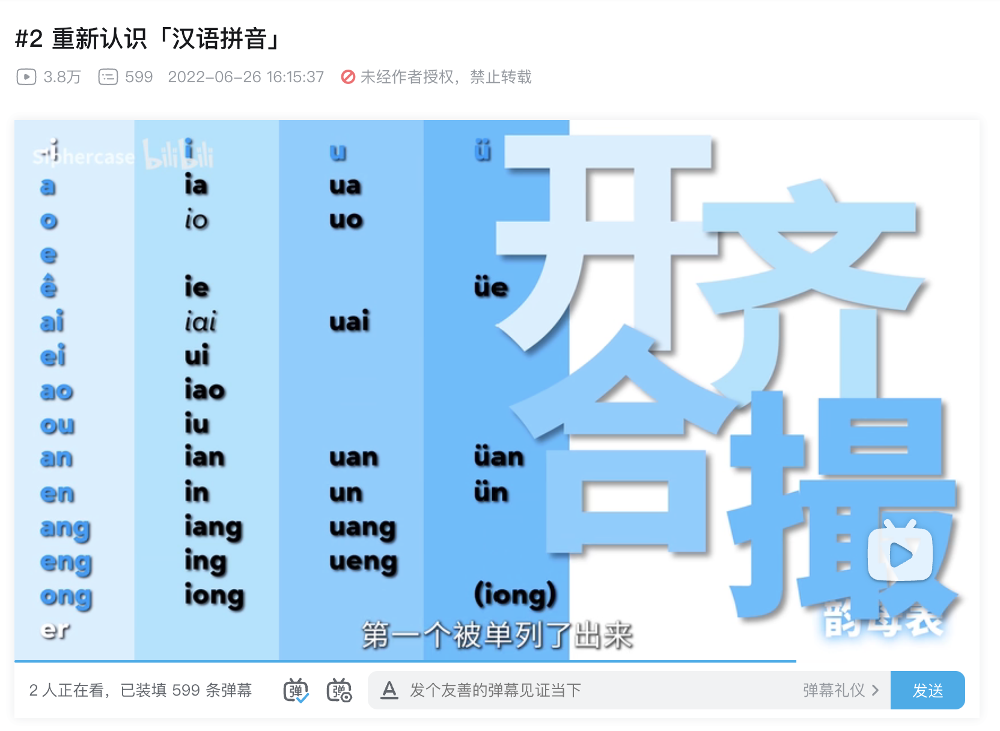 #2 重新认识「汉语拼音」
3.8万 599 2022-06-26 16:15:37 未经作者授权，禁止转载
Siphercase bilibili
-i i u ü
a ia ua
o io uo
e
ê ie üe
ai iai uai
ei ui
ao iao
ou iu
an ian uan üan
en in un ün
ang iang uang
eng ing ueng
ong iong (iong)
er
开
齐
合
撮
韵母表
第一个被单列了出来
2 人正在看，已装填 599 条弹幕 弹 弹 A 发个友善的弹幕见证当下 弹幕礼仪 > 发送